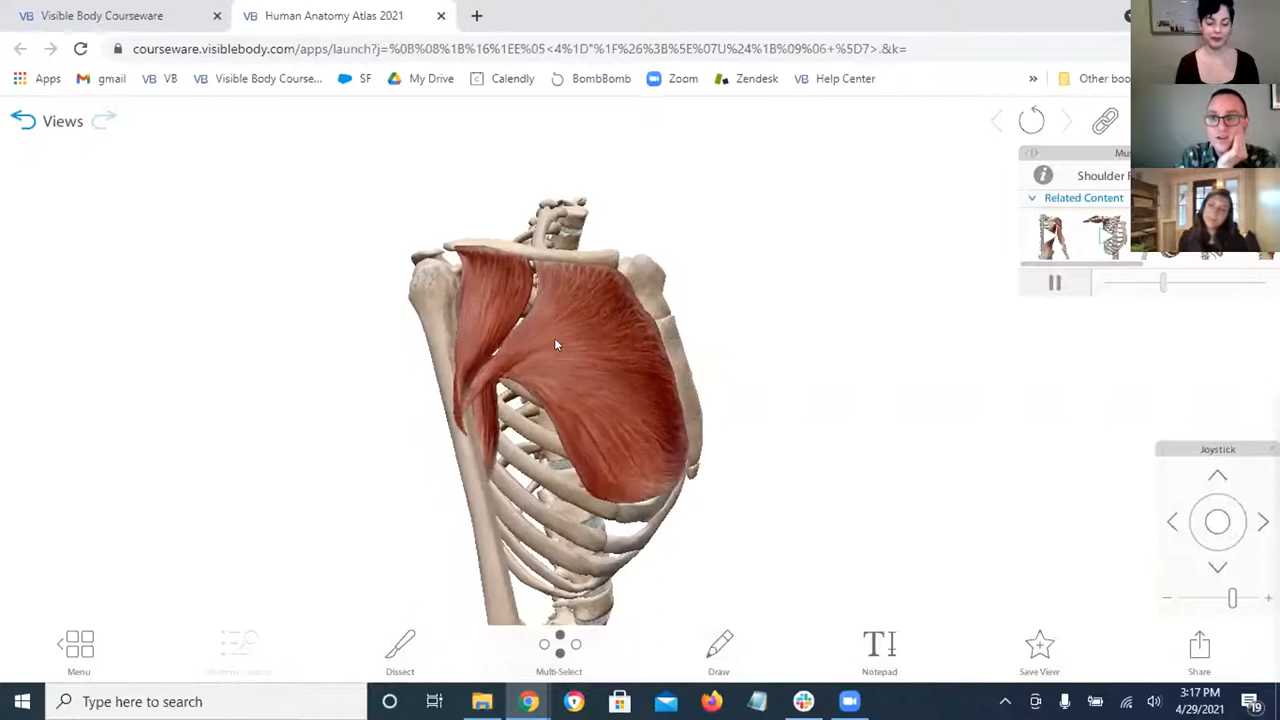 Visible Body Courseware
Human Anatomy Atlas 2021
courseware.visiblebody.com/apps/launch?j=%0B%08%1B%16%1EE%05<4%1D"%1F%26%3B%5E%07U%24%1B%09%06+%5D7>.&k=
Apps
gmail
VB
Visible Body Course...
SF
My Drive
Calendly
BombBomb
Zoom
Zendesk
Help Center
Other boo
Views
Mus
Shoulder F
Related Content
Joystick
Menu
Dissect
Multi-Select
Draw
Notepad
Save View
Share
Type here to search
3:17 PM
4/29/2021
19